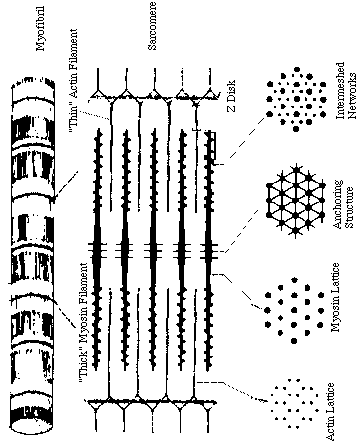 Myofibril
"Thin" Actin Filament
"Thick" Myosin Filament
Sarcomere
Z Disk
Intermeshed
Networks
Anchoring
Structure
Myosin Lattice
Actin Lattice